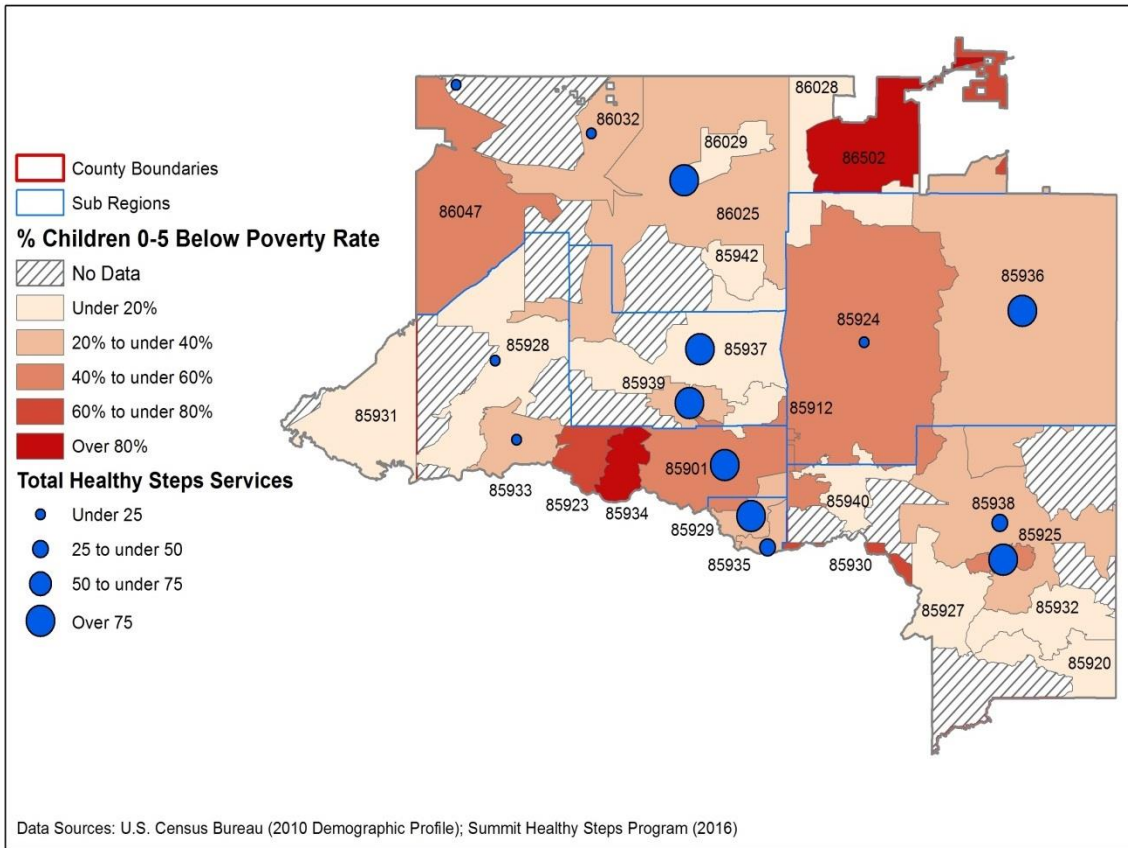 86028
86032
86029
86502
County Boundaries
Sub Regions
86047
86025
% Children 0-5 Below Poverty Rate
No Data
85942
85936
Under 20%
85924
20% to under 40%
85928
85937
40% to under 60%
85939
60% to under 80%
85931
85912
Over 80%
85901
Total Healthy Steps Services
85933
85923
85940
85938
Under 25
85934
85929
85925
25 to under 50
85935
85930
50 to under 75
85927
85932
Over 75
85920
Data Sources: U.S. Census Bureau (2010 Demographic Profile); Summit Healthy Steps Program (2016)